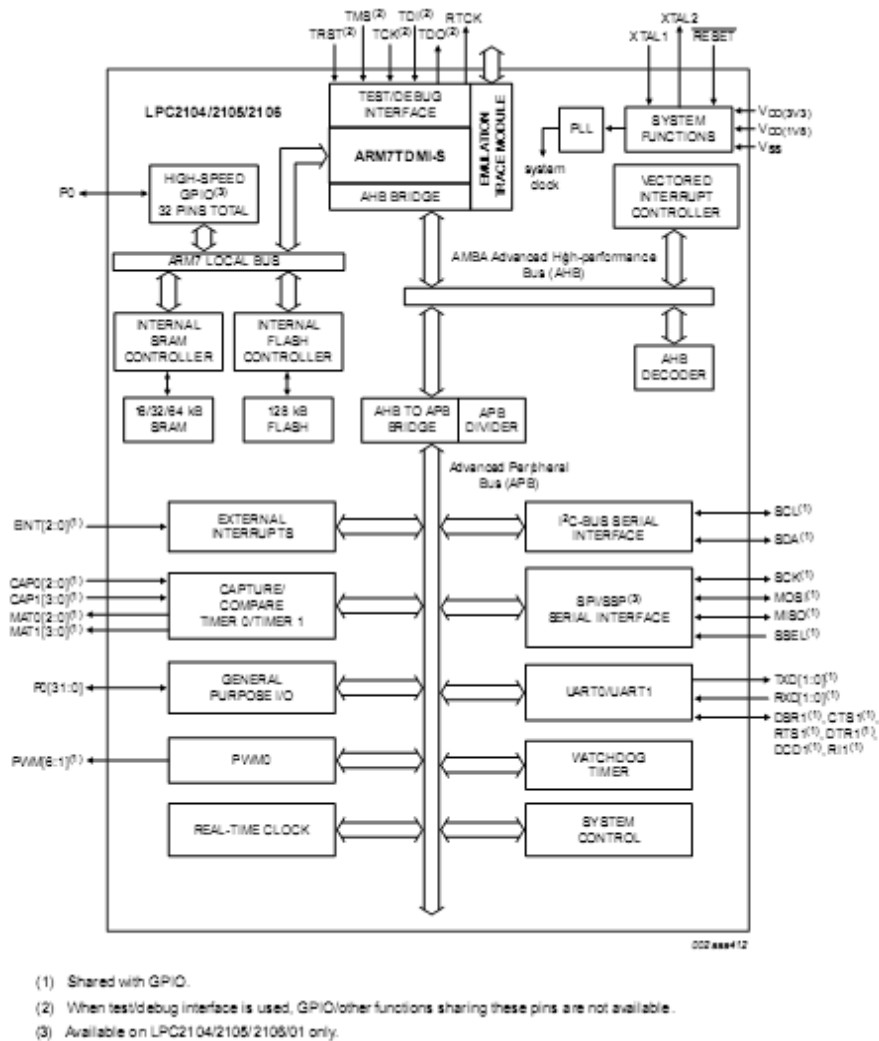 TMS(2) TDI(2) RTCK
TRST(2) TCK(2) TDO(2)
XTAL2
XTAL1 RESET
LPC2104/2105/2106
TEST/DEBUG
INTERFACE
ARM7TDMI-S
AHB BRIDGE
EMULATION
TRACE MODULE
PLL
system
clock
SYSTEM
FUNCTIONS
VDD(3V3)
VDD(1V8)
VSS
P0
HIGH-SPEED
GPIO(3)
32 PINS TOTAL
VECTORED
INTERRUPT
CONTROLLER
ARM7 LOCAL BUS
AMBA Advanced High-performance
Bus (AHB)
INTERNAL
SRAM
CONTROLLER
INTERNAL
FLASH
CONTROLLER
AHB
DECODER
16/32/64 kB
SRAM
128 kB
FLASH
AHB TO APB
BRIDGE
APB
DIVIDER
Advanced Peripheral
Bus (APB)
EINT[2:0](1)
EXTERNAL
INTERRUPTS
I2C-BUS SERIAL
INTERFACE
SCL(1)
SDA(1)
CAP0[2:0](1)
CAP1[3:0](1)
MAT0[2:0](1)
MAT1[3:0](1)
CAPTURE/
COMPARE
TIMER 0/TIMER 1
SPI/SSP(3)
SERIAL INTERFACE
SCK(1)
MOSI(1)
MISO(1)
SSEL(1)
P0[31:0]
GENERAL
PURPOSE I/O
UART0/UART1
TXD[1:0](1)
RXD[1:0](1)
DSR1(1), CTS1(1),
RTS1(1), DTR1(1),
DCD1(1), RI1(1)
PWM[6:1](1)
PWM0
WATCHDOG
TIMER
REAL-TIME CLOCK
SYSTEM
CONTROL
002aaa412
(1) Shared with GPIO.
(2) When test/debug interface is used, GPIO/other functions sharing these pins are not available.
(3) Available on LPC2104/2105/2106/01 only.